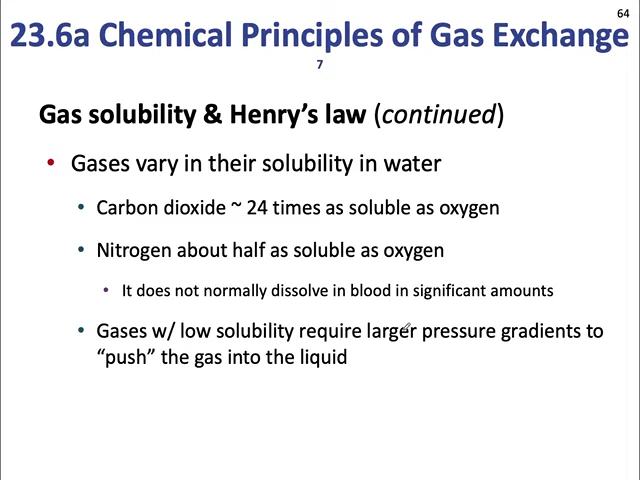 64
23.6a Chemical Principles of Gas Exchange
7
Gas solubility & Henry’s law (continued)
• Gases vary in their solubility in water
• Carbon dioxide ~ 24 times as soluble as oxygen
• Nitrogen about half as soluble as oxygen
• It does not normally dissolve in blood in significant amounts
• Gases w/ low solubility require larger pressure gradients to
“push” the gas into the liquid